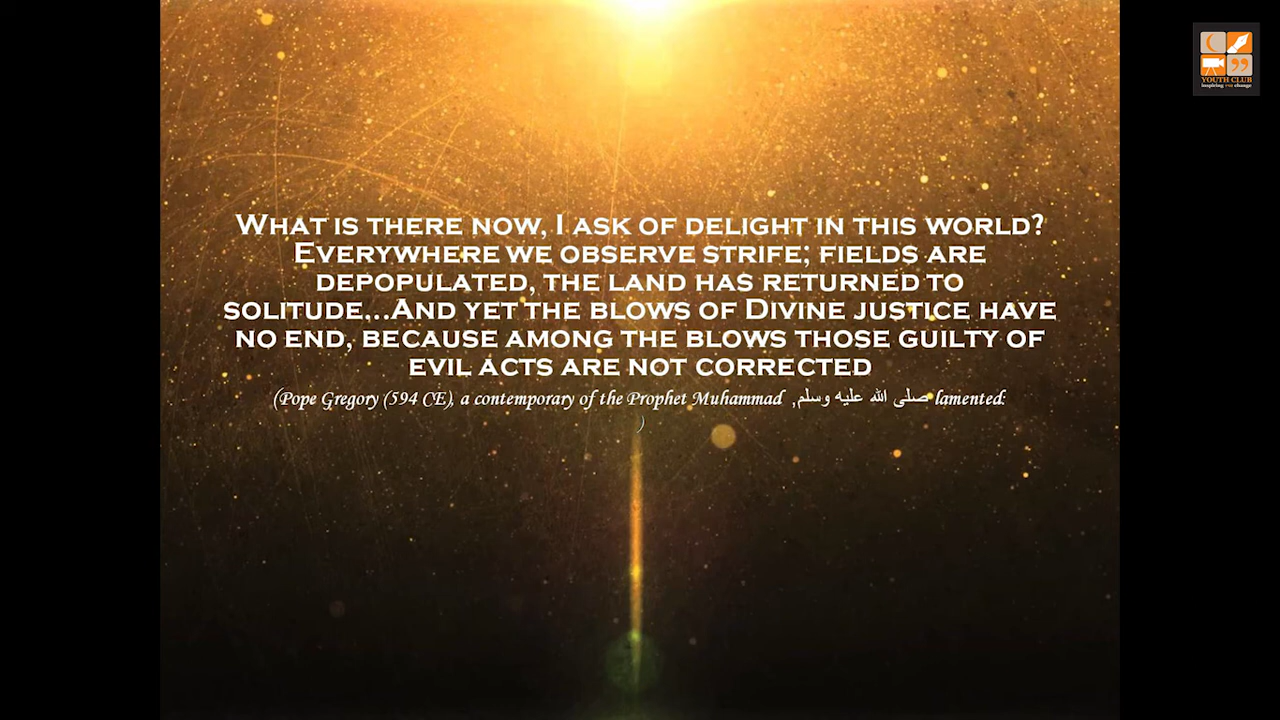 WHAT IS THERE NOW, I ASK OF DELIGHT IN THIS WORLD?
EVERYWHERE WE OBSERVE STRIFE; FIELDS ARE
DEPOPULATED, THE LAND HAS RETURNED TO
SOLITUDE...AND YET THE BLOWS OF DIVINE JUSTICE HAVE
NO END, BECAUSE AMONG THE BLOWS THOSE GUILTY OF
EVIL ACTS ARE NOT CORRECTED
(Pope Gregory (594 CE), a contemporary of the Prophet Muhammad صلى الله عليه وسلم, lamented:
)
YOUTH CLUB
inspiring the change